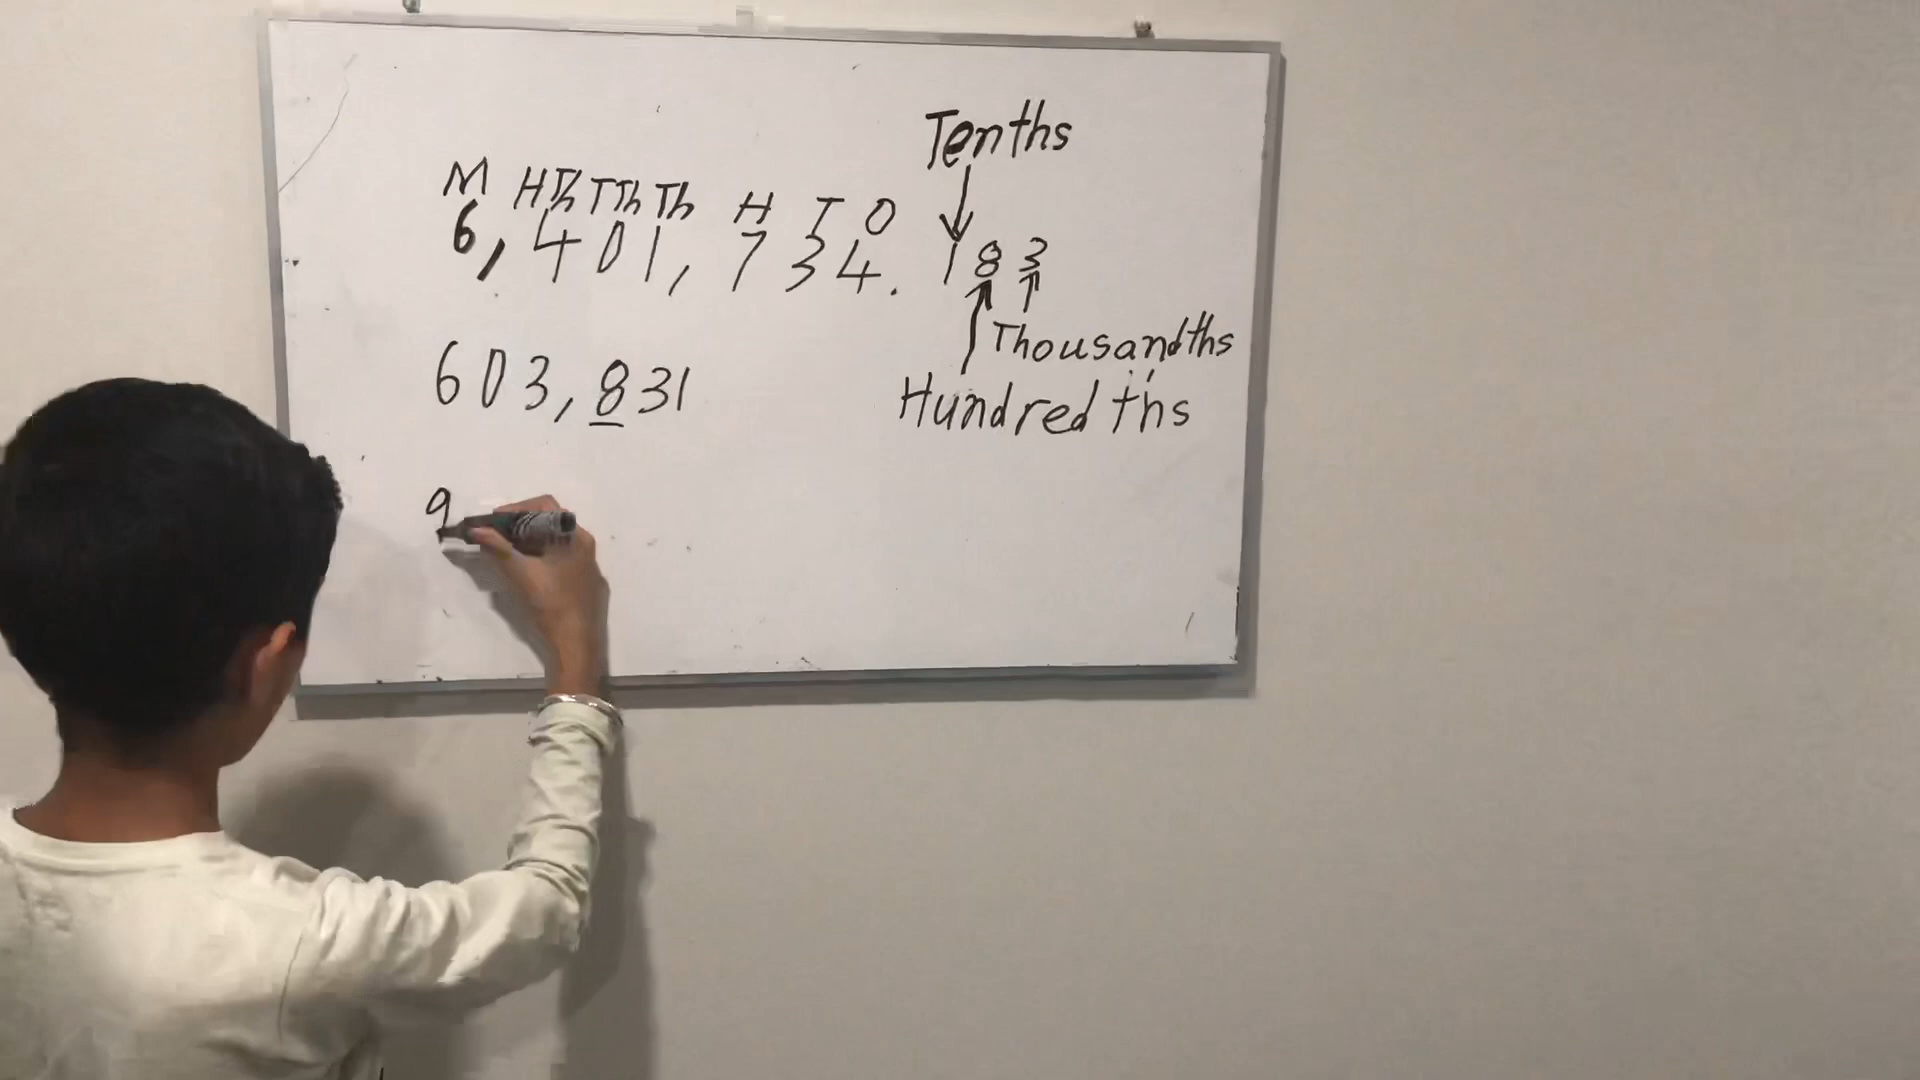 Tenths
M HTh TTh Th H T O
6, 401, 734. 183
Thousandths
Hundredths
603, 831
9